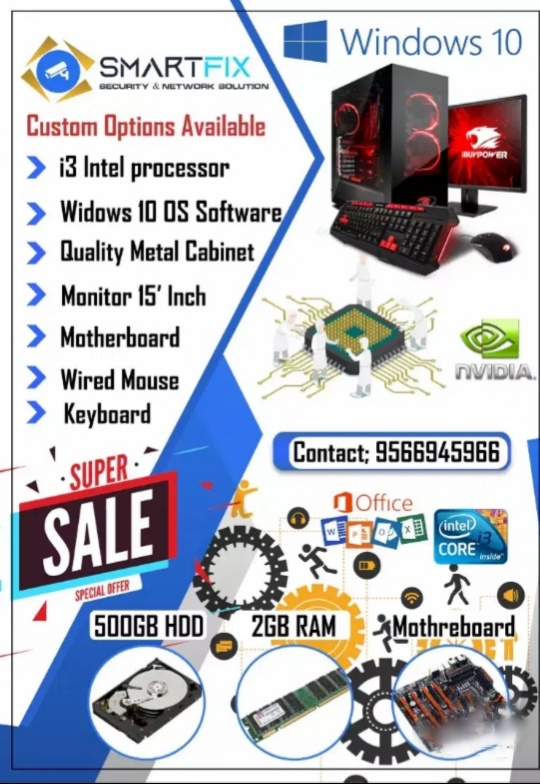 Windows 10
SMARTFIX
SECURITY & NETWORK SOLUTION
Custom Options Available
i3 Intel processor
Widows 10 OS Software
Quality Metal Cabinet
Monitor 15' Inch
Motherboard
Wired Mouse
Keyboard
iBUYPOWER
NVIDIA.
Contact; 9566945966
SUPER
SALE
SPECIAL OFFER
Office
W P O X
intel
CORE i3
inside
500GB HDD
2GB RAM
Mothreboard